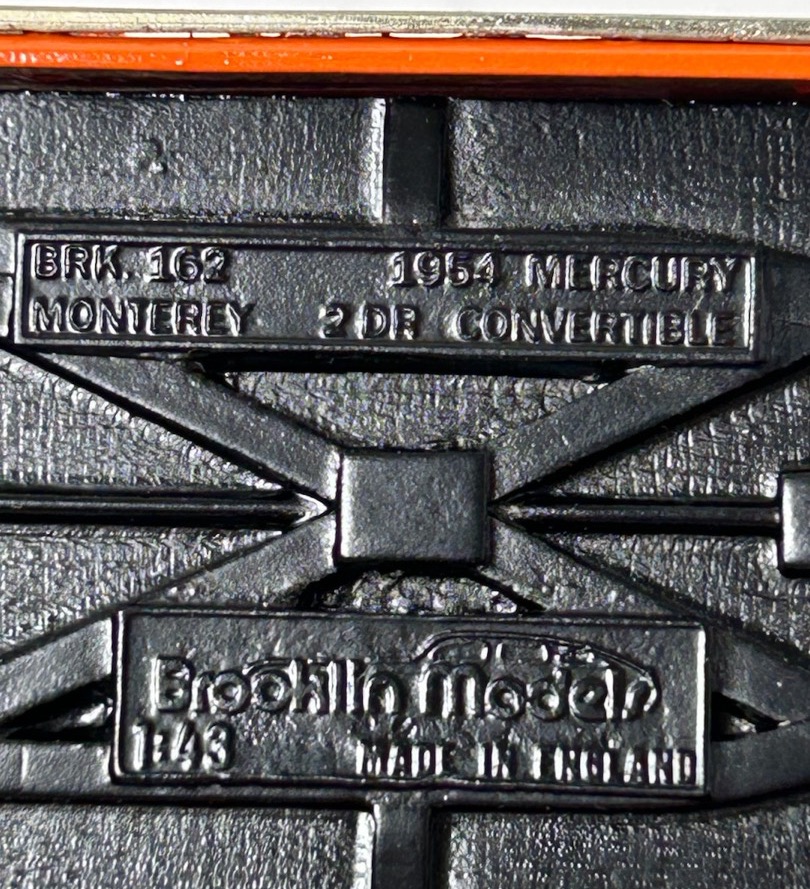 BRK. 162 1954 MERCURY
MONTEREY 2 DR CONVERTIBLE
Brooklin Models
1:43 MADE IN ENGLAND